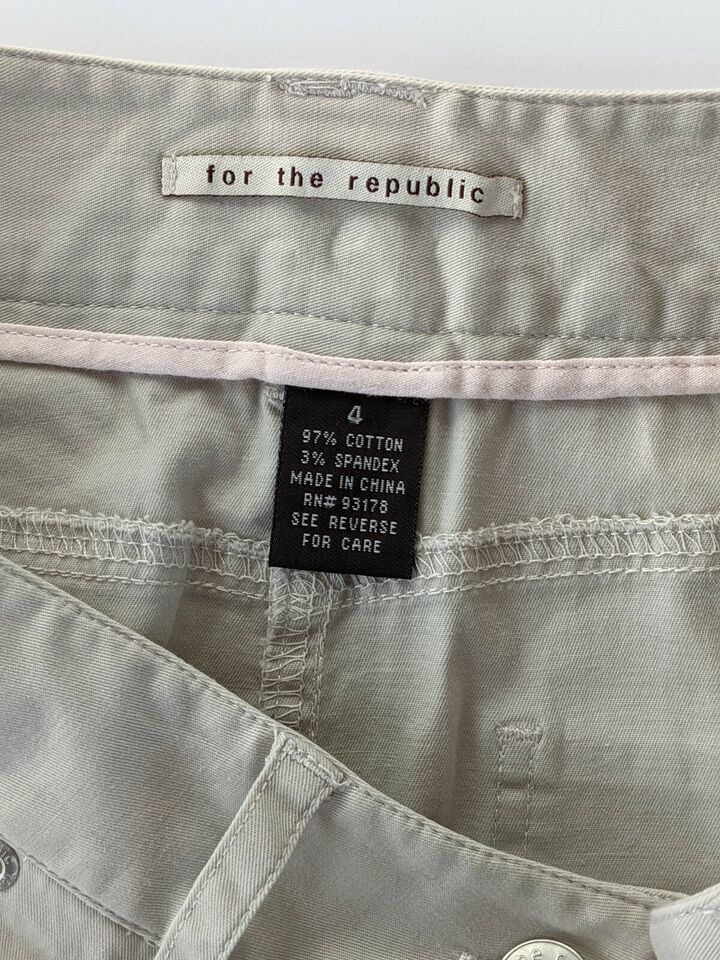 for the republic
4
97% COTTON
3% SPANDEX
MADE IN CHINA
RN# 93178
SEE REVERSE
FOR CARE